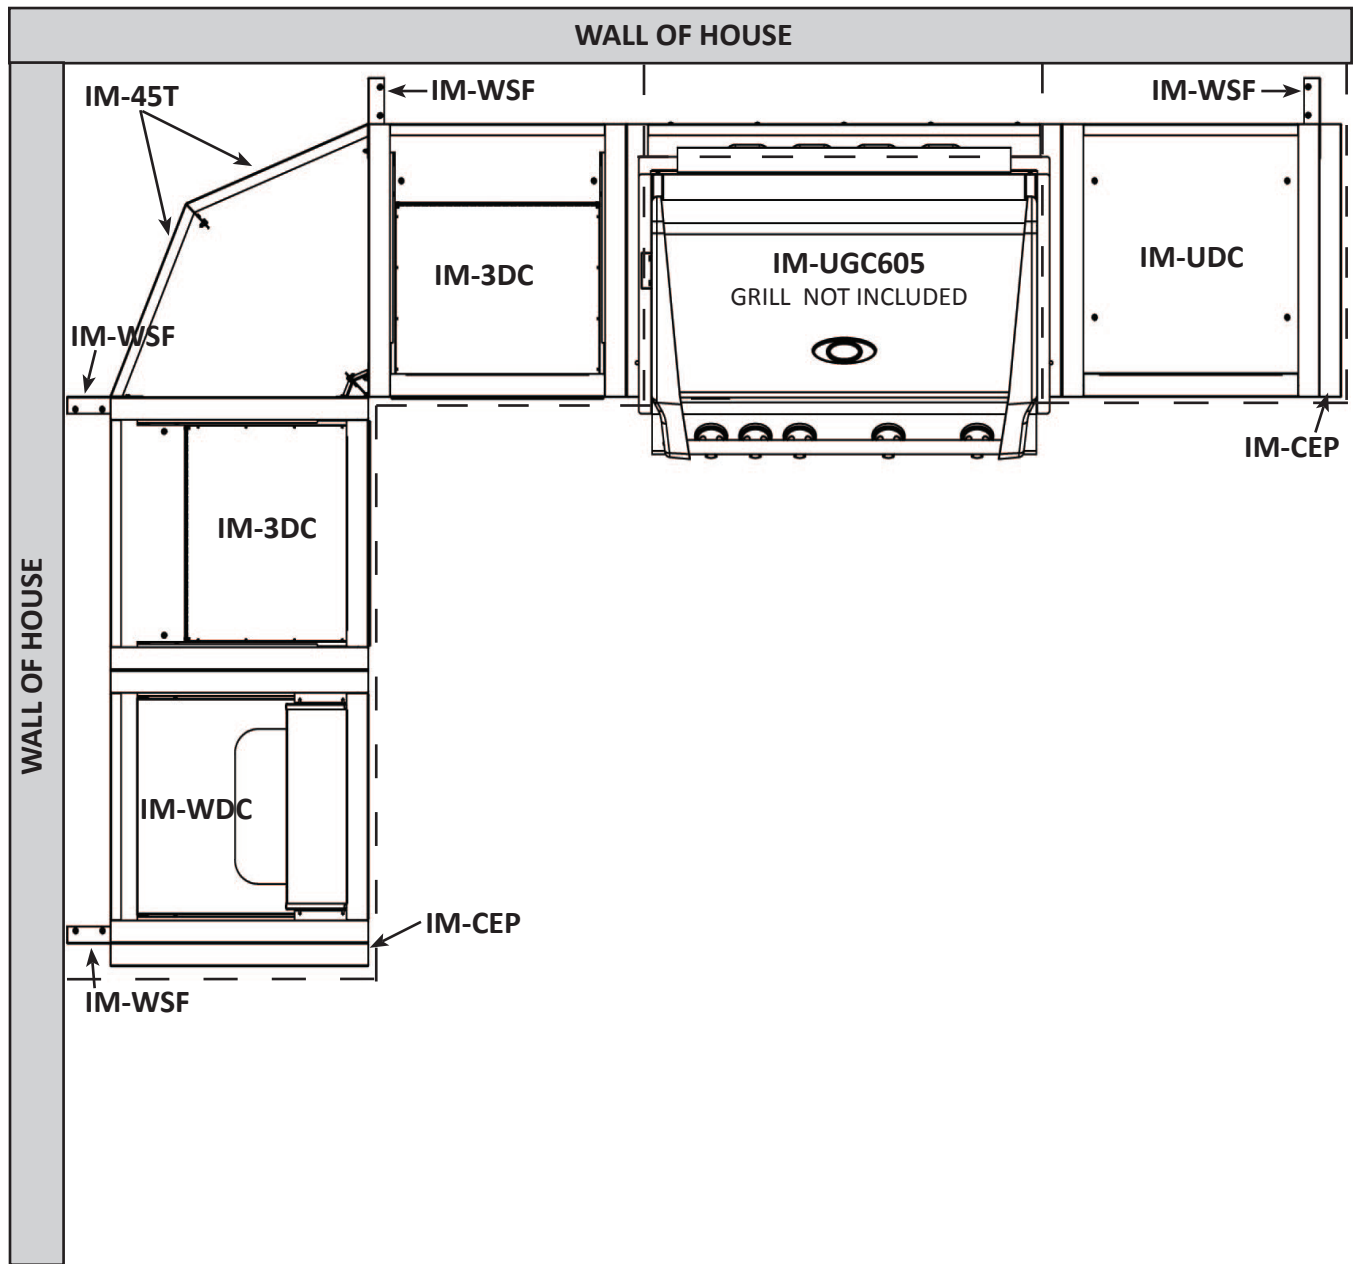 WALL OF HOUSE
IM-45T
IM-WSF
IM-WSF
IM-3DC
IM-UGC605
GRILL NOT INCLUDED
IM-UDC
IM-WSF
IM-CEP
IM-3DC
WALL OF HOUSE
IM-WDC
IM-CEP
IM-WSF